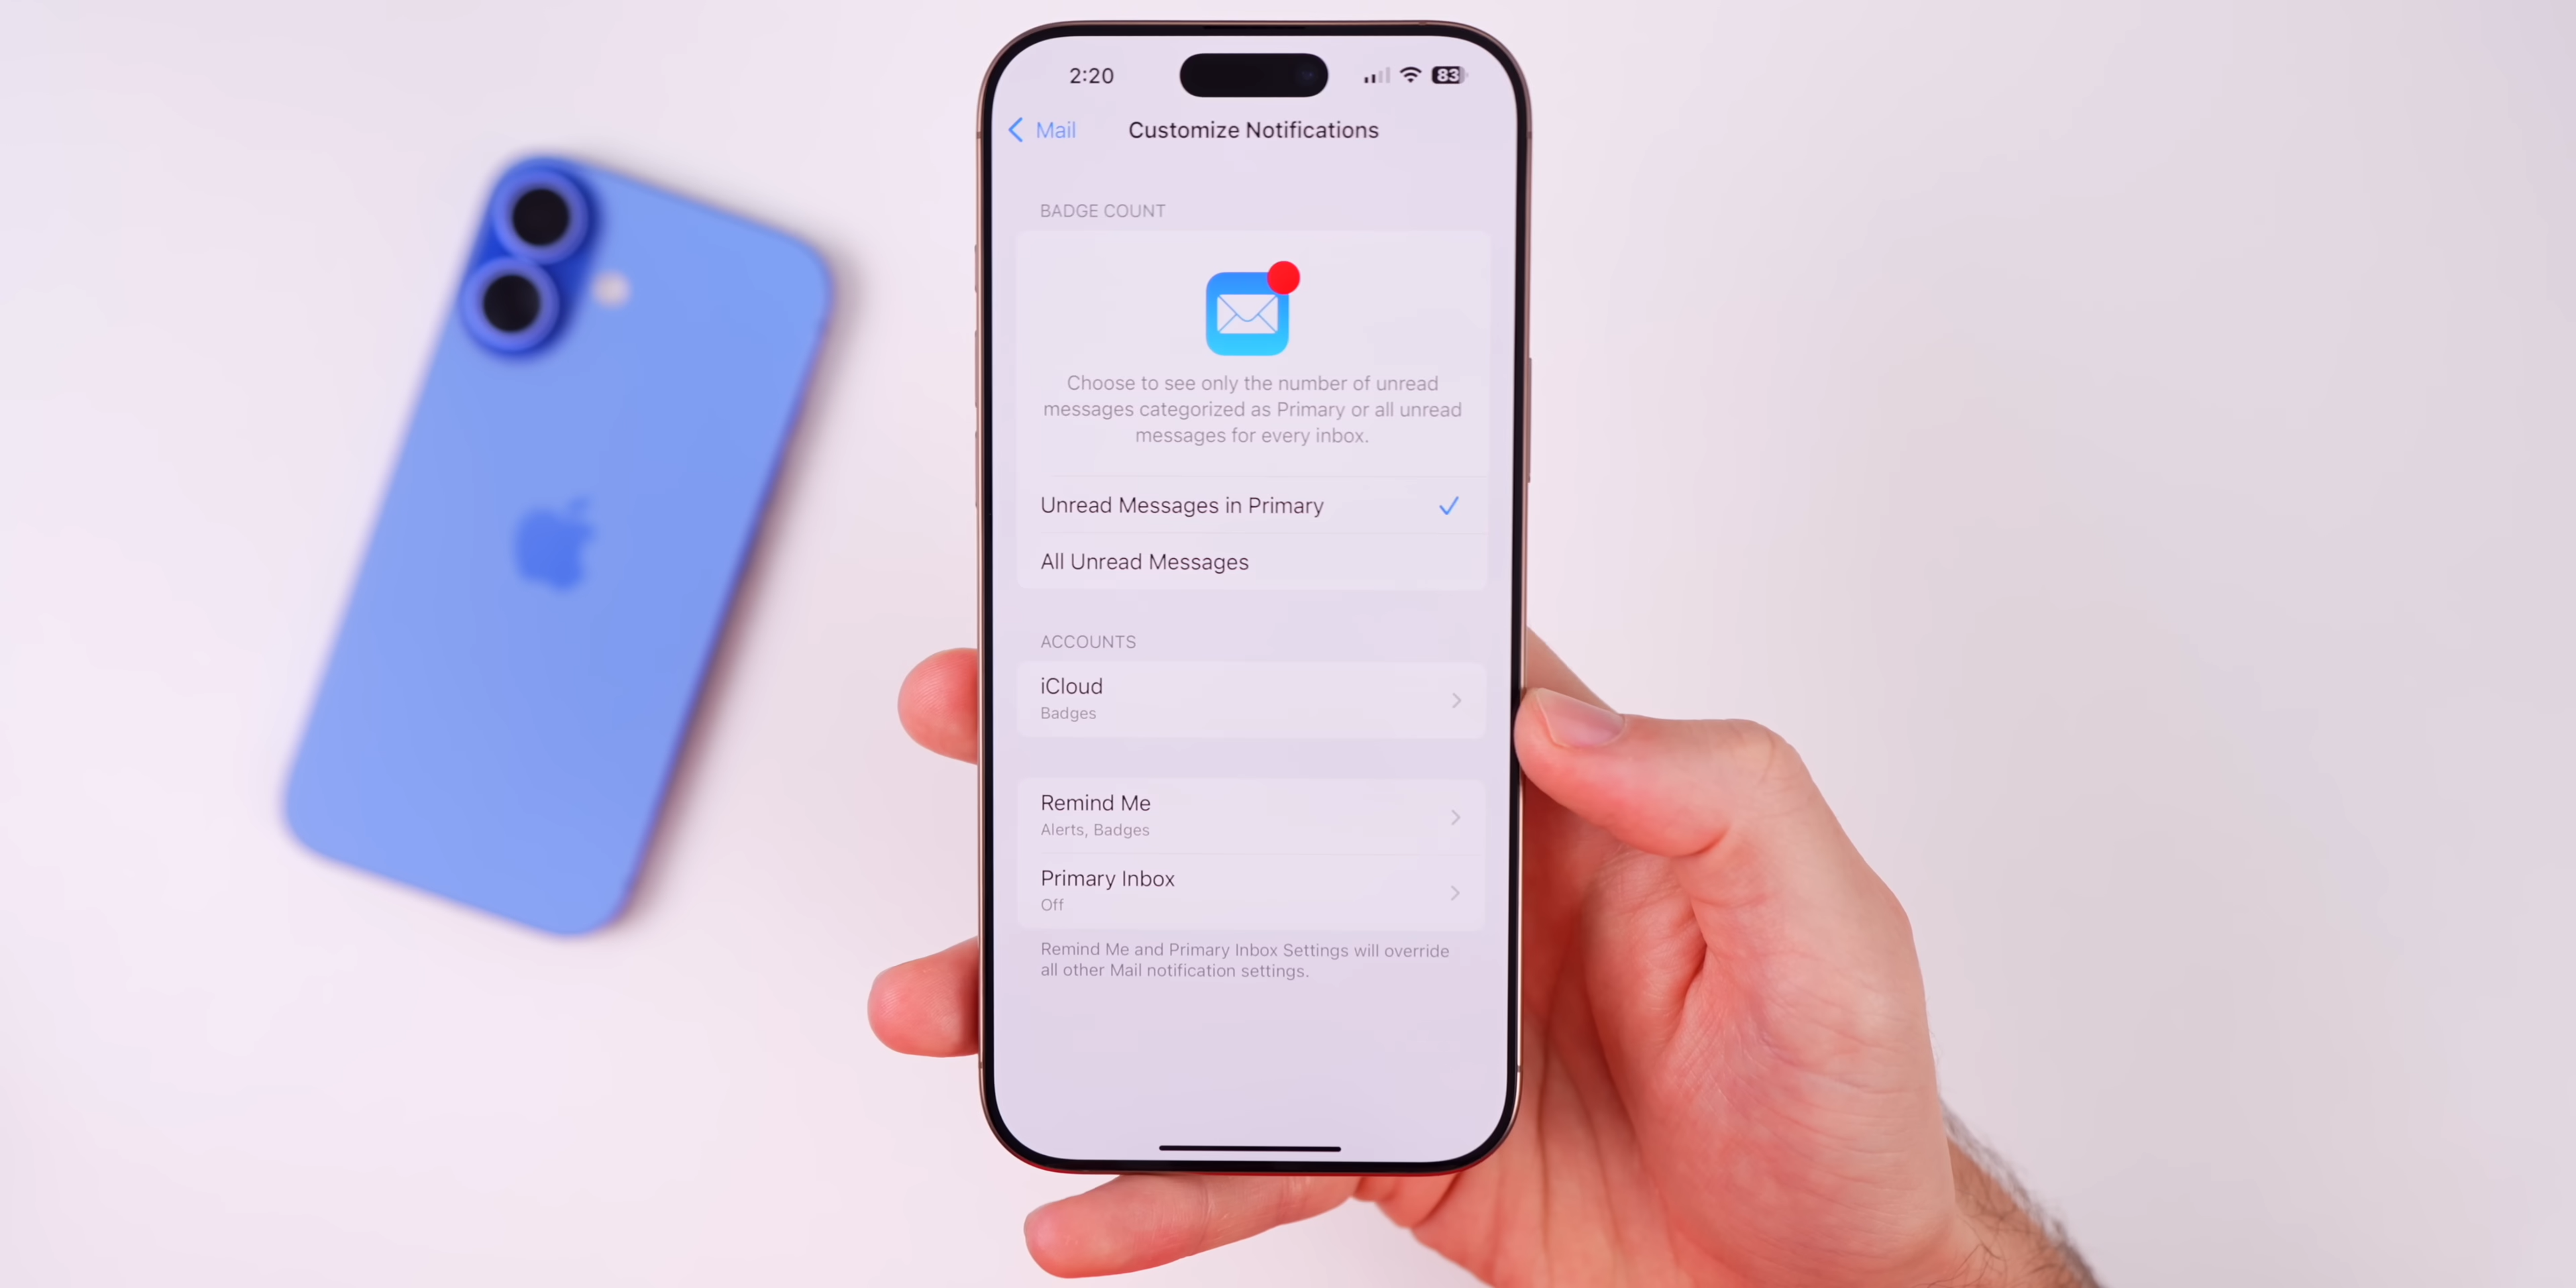 2:20
83
Mail
Customize Notifications
BADGE COUNT
Choose to see only the number of unread
messages categorized as Primary or all unread
messages for every inbox.
Unread Messages in Primary
All Unread Messages
ACCOUNTS
iCloud
Badges
Remind Me
Alerts, Badges
Primary Inbox
Off
Remind Me and Primary Inbox Settings will override
all other Mail notification settings.